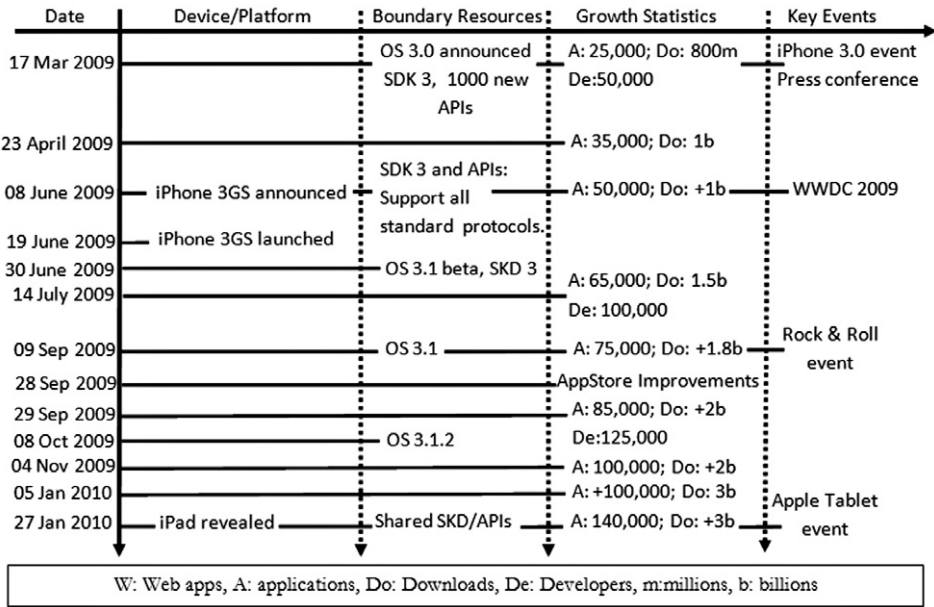 Date Device/Platform Boundary Resources Growth Statistics Key Events
17 Mar 2009 OS 3.0 announced A: 25,000; Do: 800m iPhone 3.0 event
SDK 3, 1000 new De:50,000 Press conference
APIs
23 April 2009 A: 35,000; Do: 1b
08 June 2009 iPhone 3GS announced SDK 3 and APIs: A: 50,000; Do: +1b WWDC 2009
Support all
standard protocols.
19 June 2009 iPhone 3GS launched
30 June 2009 OS 3.1 beta, SKD 3
14 July 2009 A: 65,000; Do: 1.5b
De: 100,000
09 Sep 2009 OS 3.1 A: 75,000; Do: +1.8b Rock & Roll
event
28 Sep 2009 AppStore Improvements
29 Sep 2009 A: 85,000; Do: +2b
08 Oct 2009 OS 3.1.2 De:125,000
04 Nov 2009 A: 100,000; Do: +2b
05 Jan 2010 A: +100,000; Do: 3b
27 Jan 2010 iPad revealed Shared SKD/APIs A: 140,000; Do: +3b Apple Tablet
event
W: Web apps, A: applications, Do: Downloads, De: Developers, m:millions, b: billions